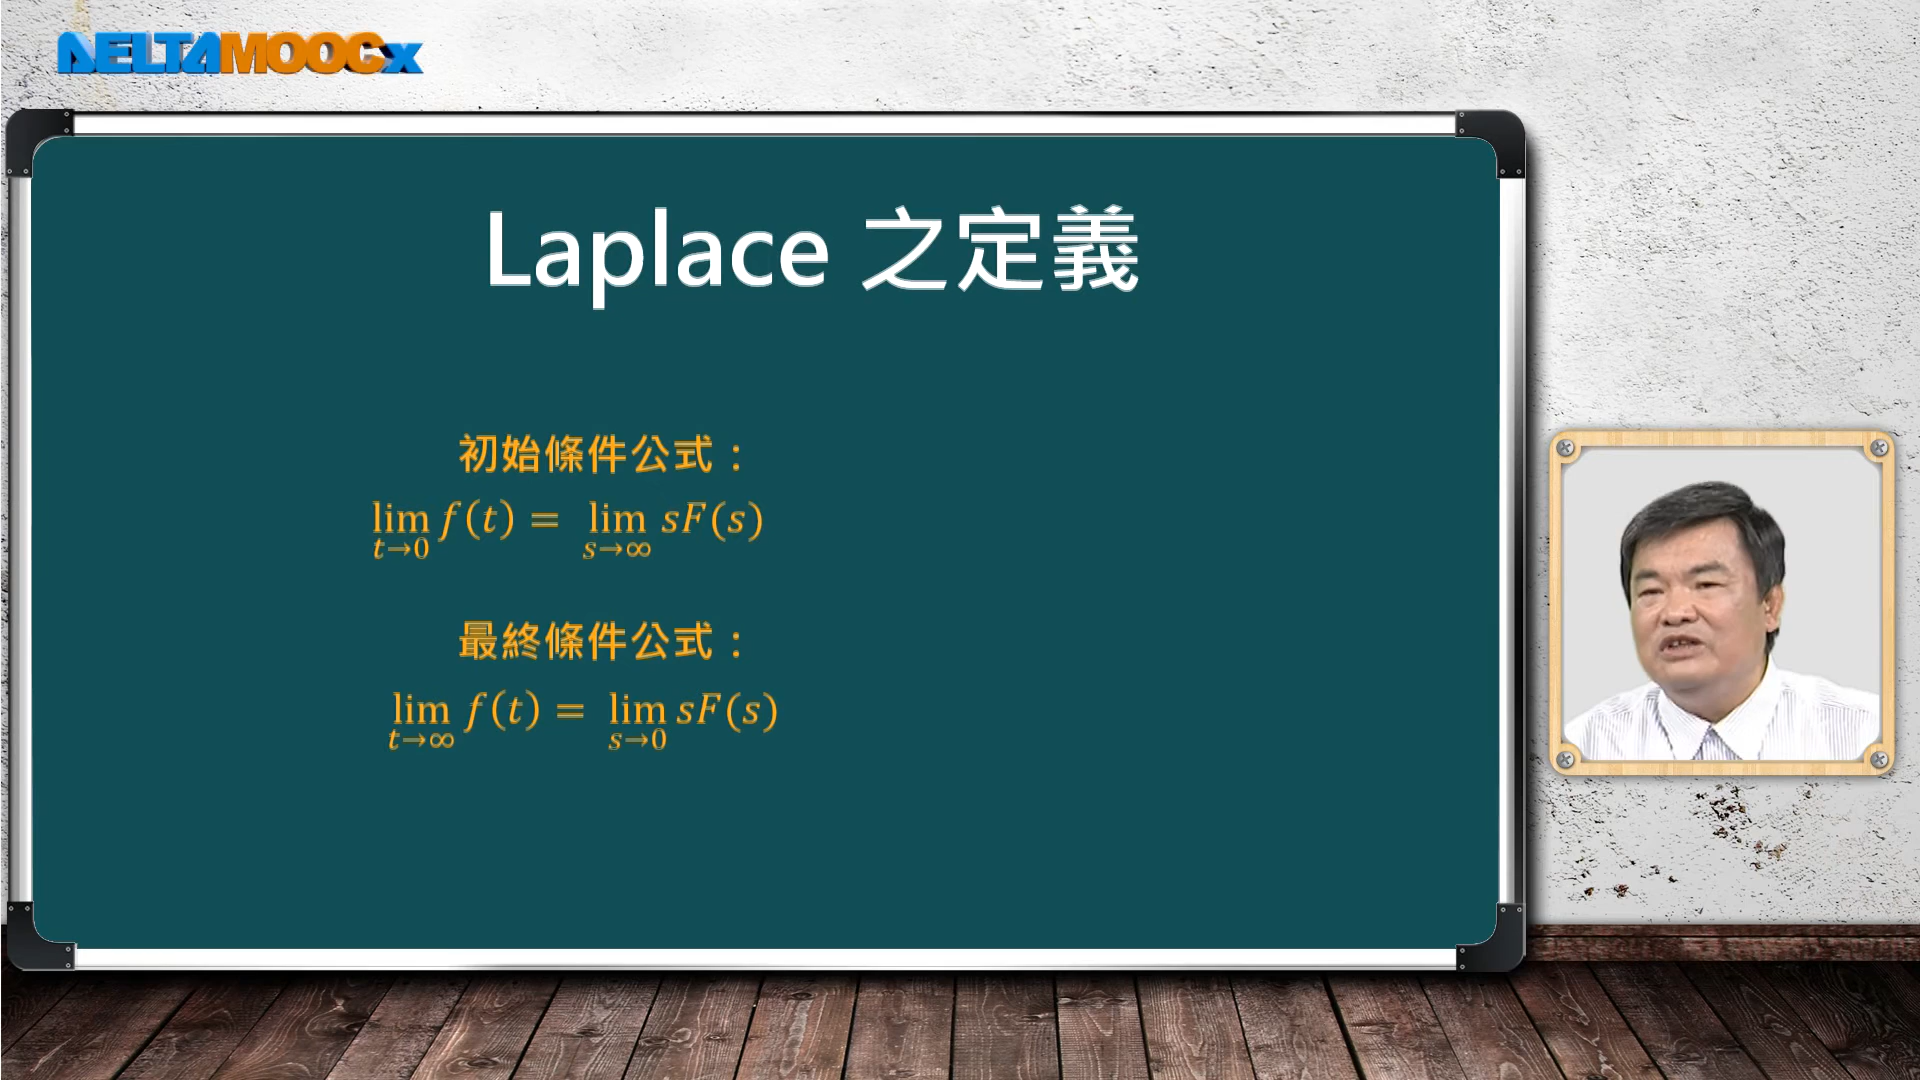 DELTAMOOCx
Laplace 之定義
初始條件公式：
lim f(t) = lim sF(s)
t→0 s→∞
最終條件公式：
lim f(t) = lim sF(s)
t→∞ s→0